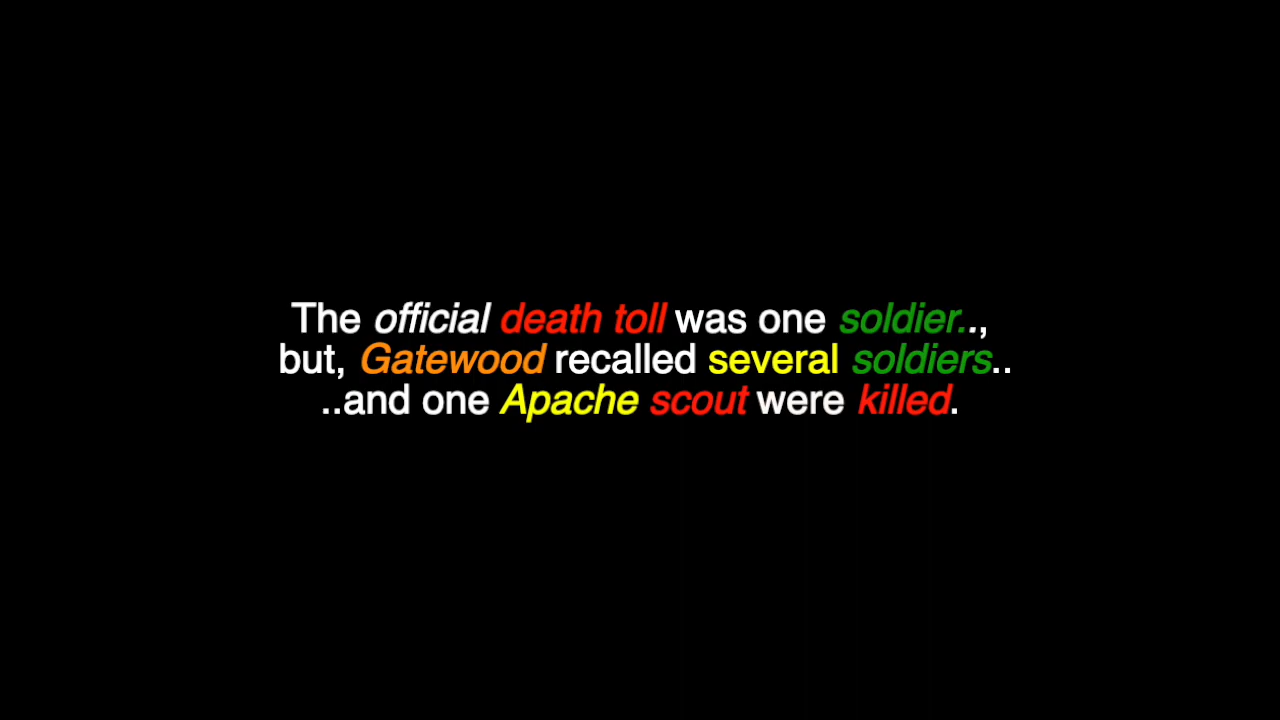 The official death toll was one soldier..,
but, Gatewood recalled several soldiers..
..and one Apache scout were killed.